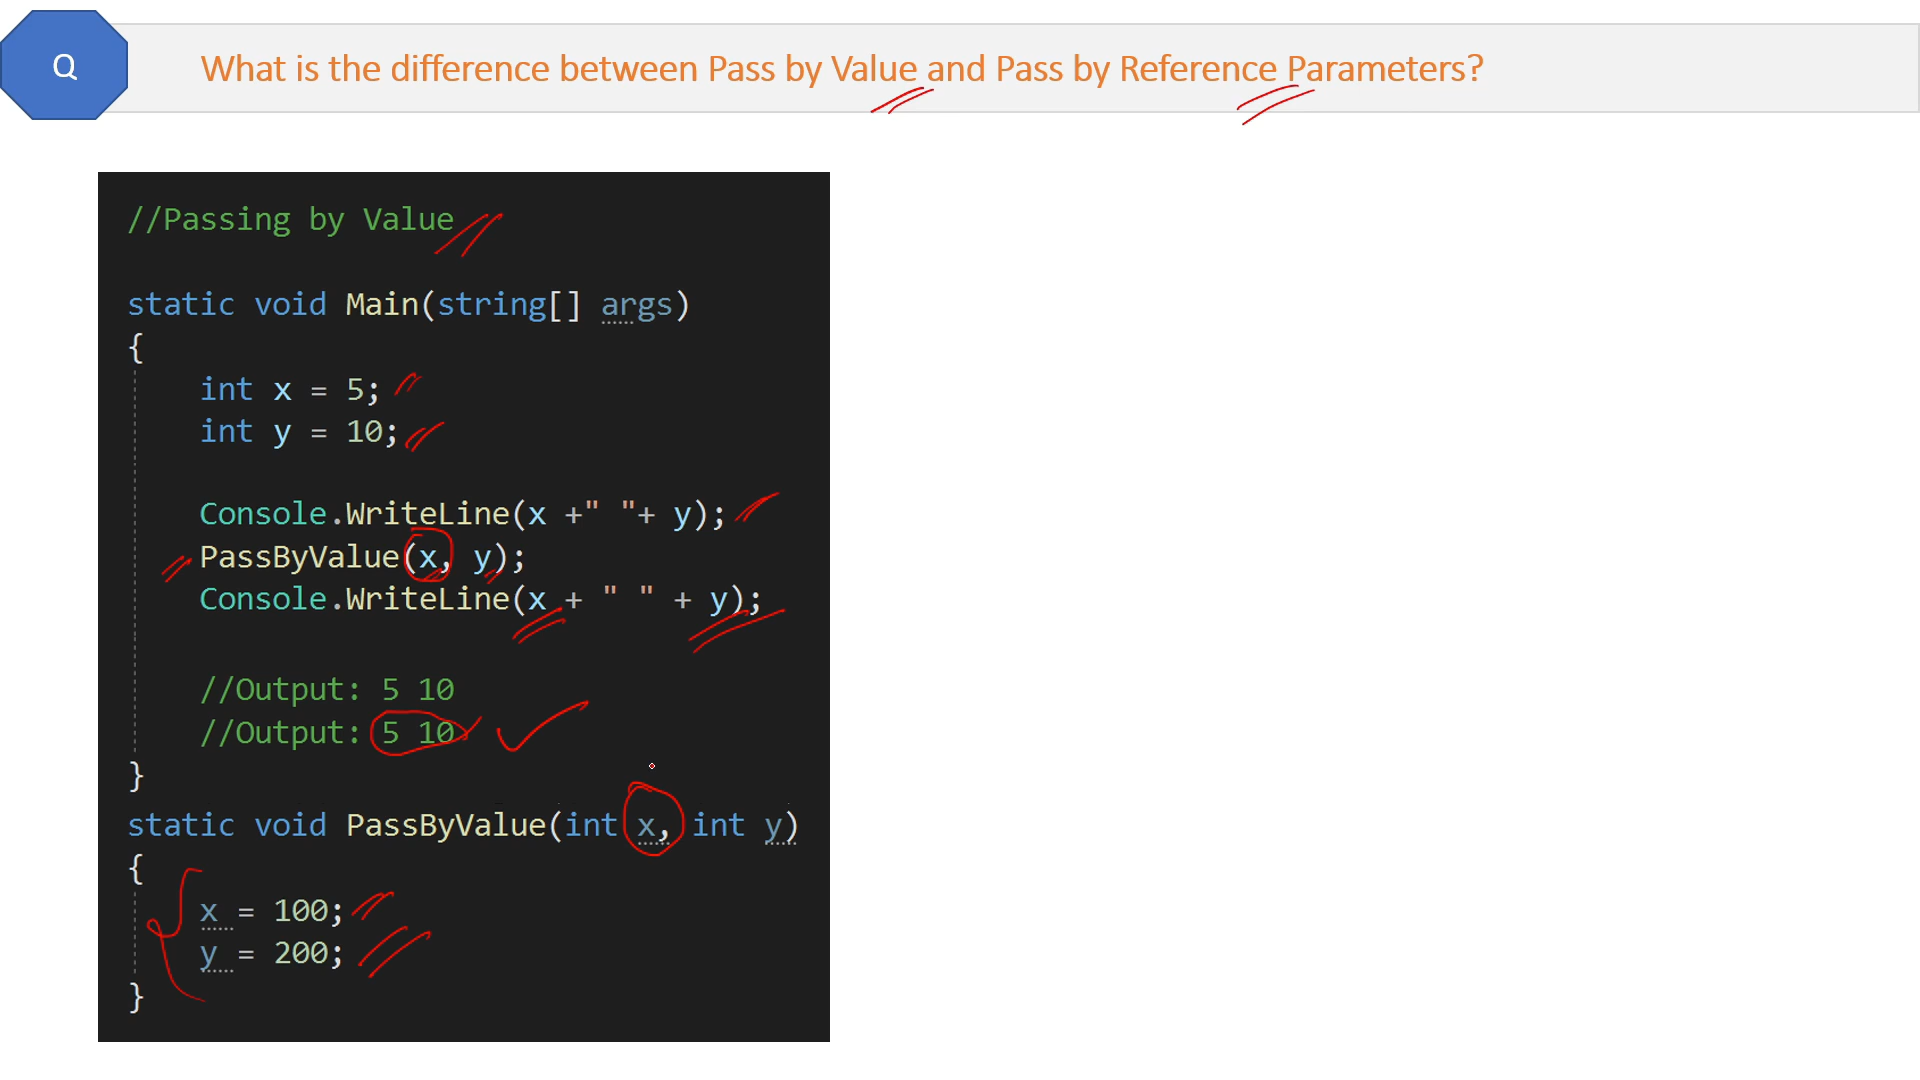 Q
What is the difference between Pass by Value and Pass by Reference Parameters?
//Passing by Value
static void Main(string[] args)
{
int x = 5;
int y = 10;
Console.WriteLine(x +" "+ y);
PassByValue(x, y);
Console.WriteLine(x + " " + y);
//Output: 5 10
//Output: 5 10
}
static void PassByValue(int x, int y)
{
x = 100;
y = 200;
}